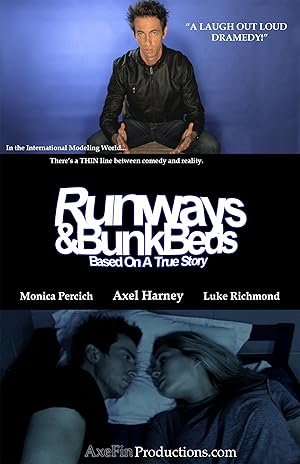 "A LAUGH OUT LOUD
DRAMEDY!"
In the International Modeling World...
There's a THIN line between comedy and reality.
Runways
&BunkBeds
Based On A True Story
Monica Percich Axel Harney Luke Richmond
AxeFinProductions.com